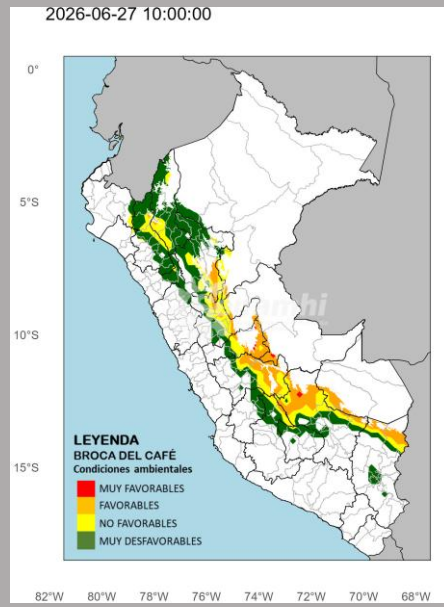 2026-06-27 10:00:00
0°
5°S
10°S
15°S
LEYENDA
BROCA DEL CAFÉ
Condiciones ambientales
MUY FAVORABLES
FAVORABLES
NO FAVORABLES
MUY DESFAVORABLES
82°W 80°W 78°W 76°W 74°W 72°W 70°W 68°W